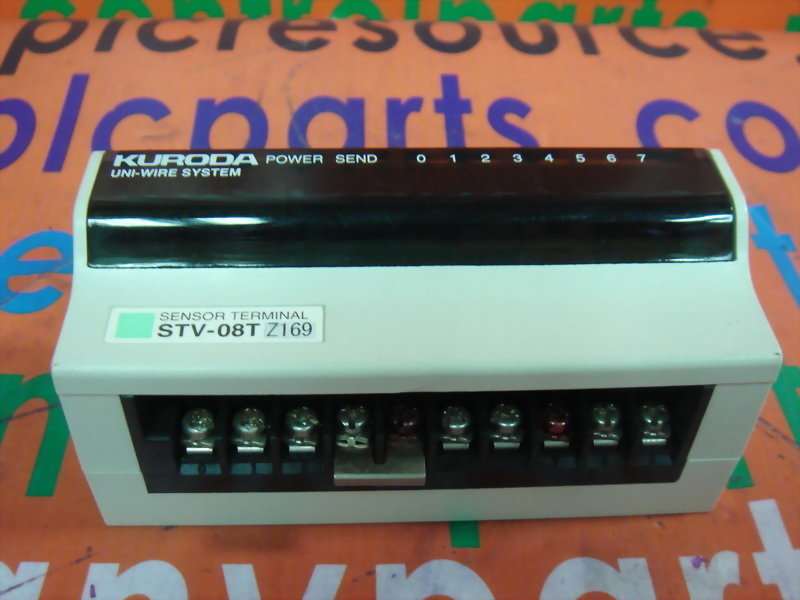 plcresource
plcparts co
KURODA POWER SEND 0 1 2 3 4 5 6 7
UNI-WIRE SYSTEM
SENSOR TERMINAL
STV-08T Z169